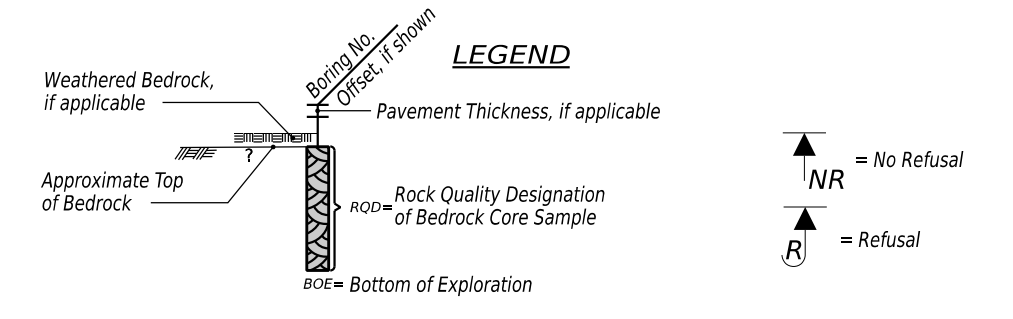 LEGEND
Boring No.
Offset, if shown
Weathered Bedrock,
if applicable
Pavement Thickness, if applicable
?
Approximate Top
of Bedrock
RQD= Rock Quality Designation
of Bedrock Core Sample
BOE= Bottom of Exploration
NR = No Refusal
R = Refusal